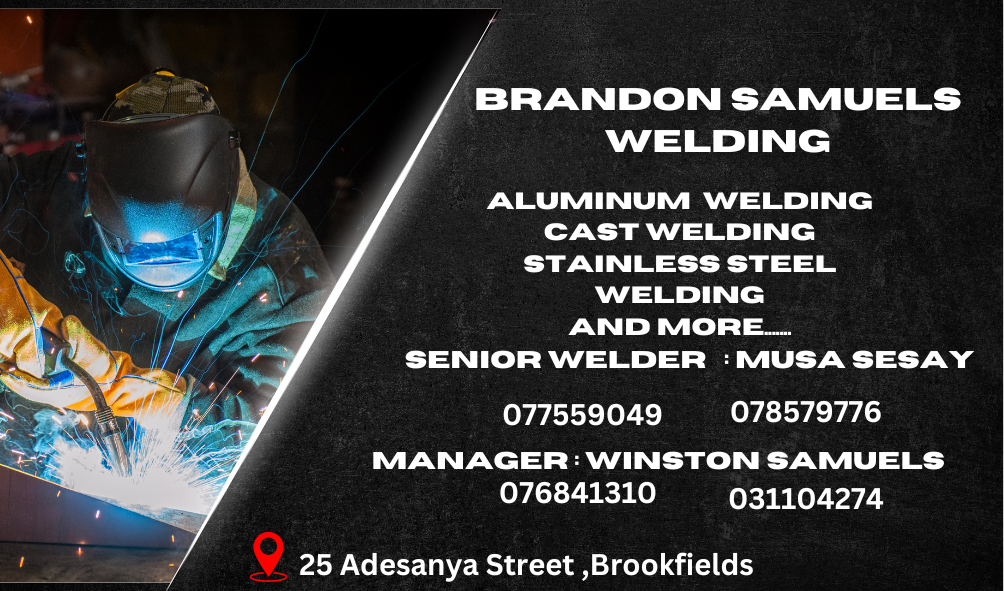 BRANDON SAMUELS
WELDING
ALUMINUM WELDING
CAST WELDING
STAINLESS STEEL
WELDING
AND MORE.......
SENIOR WELDER : MUSA SESAY
077559049 078579776
MANAGER : WINSTON SAMUELS
076841310 031104274
25 Adesanya Street ,Brookfields